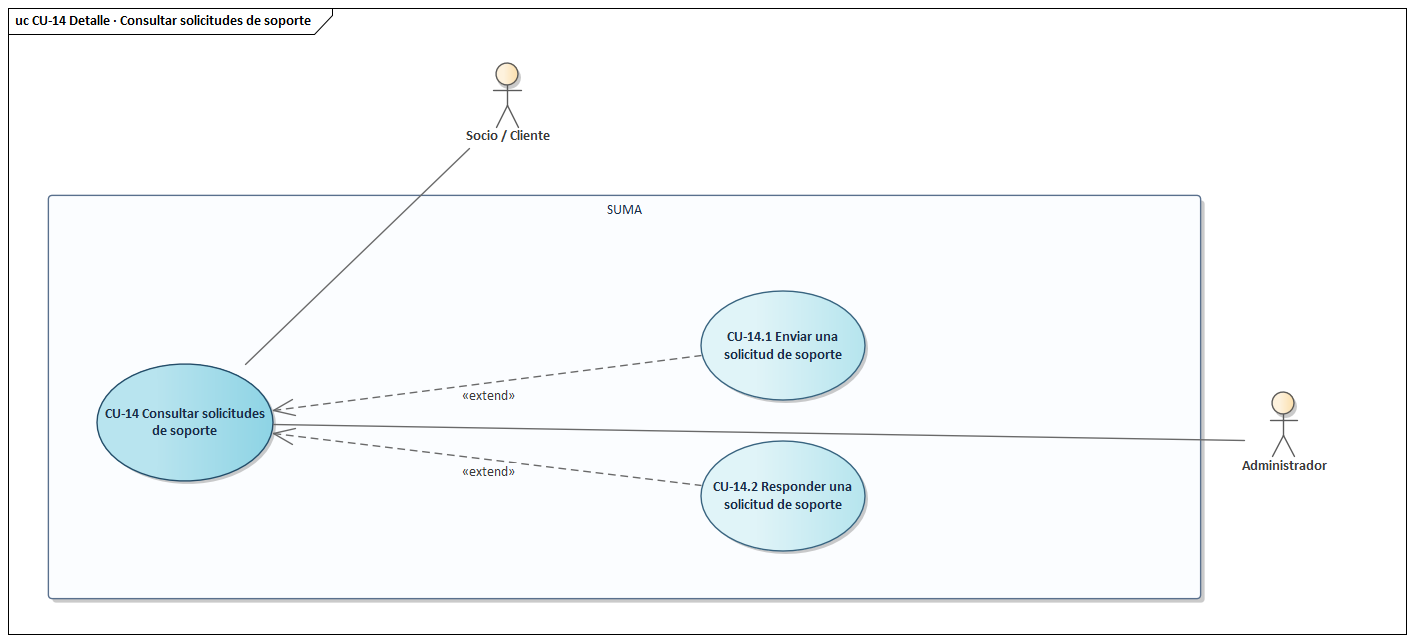 uc CU-14 Detalle · Consultar solicitudes de soporte
Socio / Cliente
SUMA
CU-14.1 Enviar una
solicitud de soporte
«extend»
CU-14 Consultar solicitudes
de soporte
«extend»
CU-14.2 Responder una
solicitud de soporte
Administrador